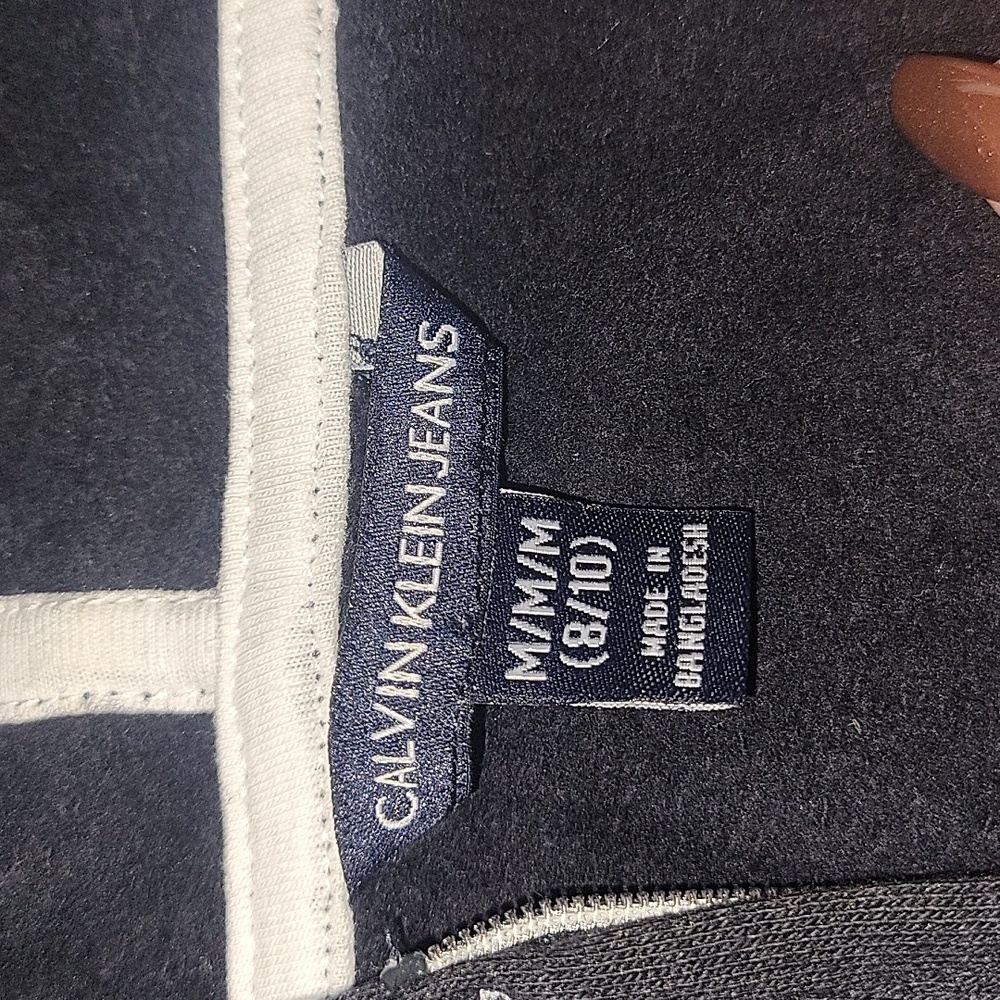 CALVIN KLEIN JEANS
M/M/M
(8/10)
MADE IN
BANGLADESH